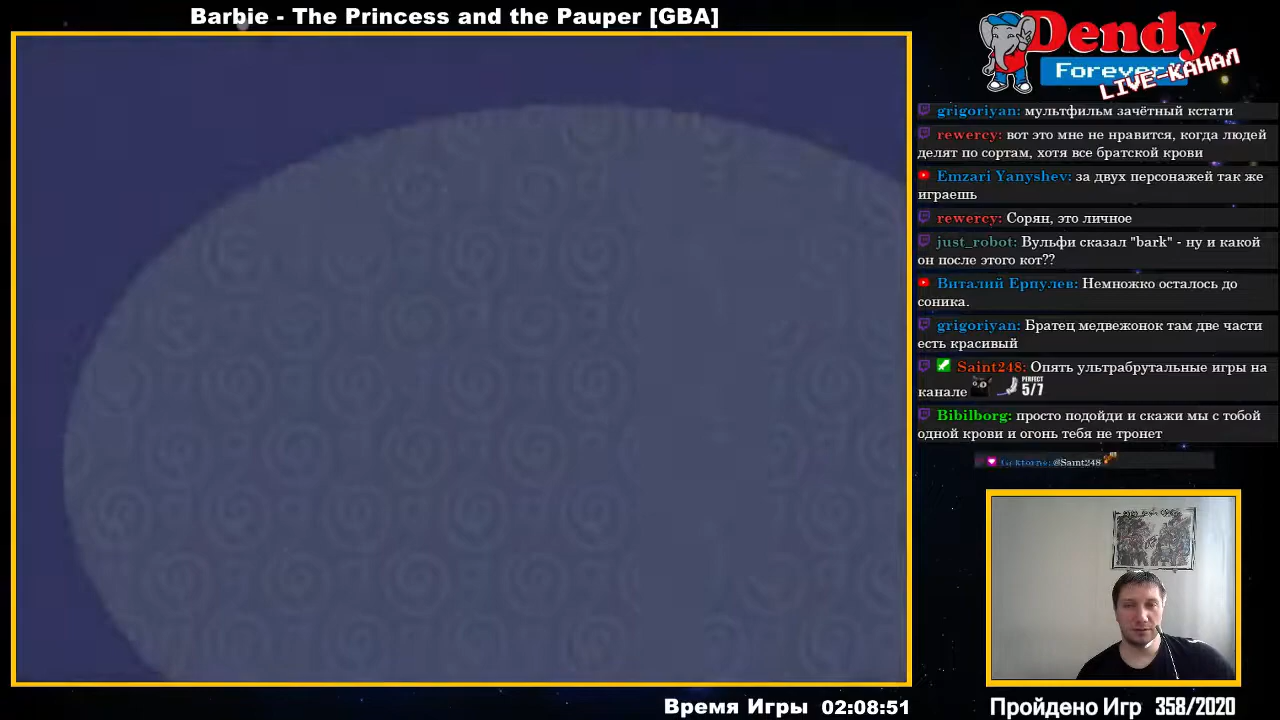 Barbie - The Princess and the Pauper [GBA]
Dendy
Forever!
LIVE-КАНАЛ
grigoriyan: мультфильм зачётный кстати
rewercy: вот это мне не нравится, когда людей
делят по сортам, хотя все братской крови
Emzari Yanyshev: за двух персонажей так же
играешь
rewercy: Сорян, это личное
just_robot: Вульфи сказал "bark" - ну и какой
он после этого кот??
Виталий Ерпулев: Немножко осталось до
соника.
grigoriyan: Братец медвежонок там две части
есть красивый
Saint248: Опять ультрабрутальные игры на
канале PERFECT 5/7
Bibilborg: просто подойди и скажи мы с тобой
одной крови и огонь тебя не тронет
@Saint248
Время Игры 02:08:51
Пройдено Игр 358/2020